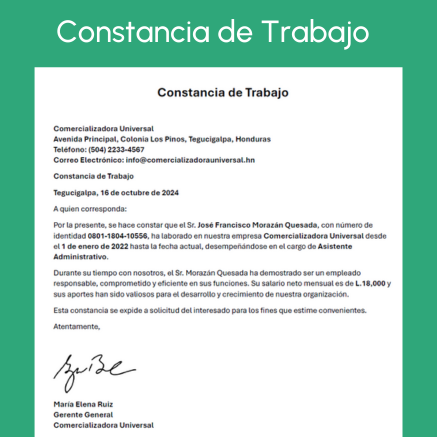 Constancia de Trabajo
Constancia de Trabajo
Comercializadora Universal
Avenida Principal, Colonia Los Pinos, Tegucigalpa, Honduras
Teléfono: (504) 2233-4567
Correo Electrónico: info@comercializadorauniversal.hn
Constancia de Trabajo
Tegucigalpa, 16 de octubre de 2024
A quien corresponda:
Por la presente, se hace constar que el Sr. José Francisco Morazán Quesada, con número de
identidad 0801-1804-10556, ha laborado en nuestra empresa Comercializadora Universal desde
el 1 de enero de 2022 hasta la fecha actual, desempeñándose en el cargo de Asistente
Administrativo.
Durante su tiempo con nosotros, el Sr. Morazán Quesada ha demostrado ser un empleado
responsable, comprometido y eficiente en sus funciones. Su salario neto mensual es de L.18,000 y
sus aportes han sido valiosos para el desarrollo y crecimiento de nuestra organización.
Esta constancia se expide a solicitud del interesado para los fines que estime convenientes.
Atentamente,
María Elena Ruiz
Gerente General
Comercializadora Universal